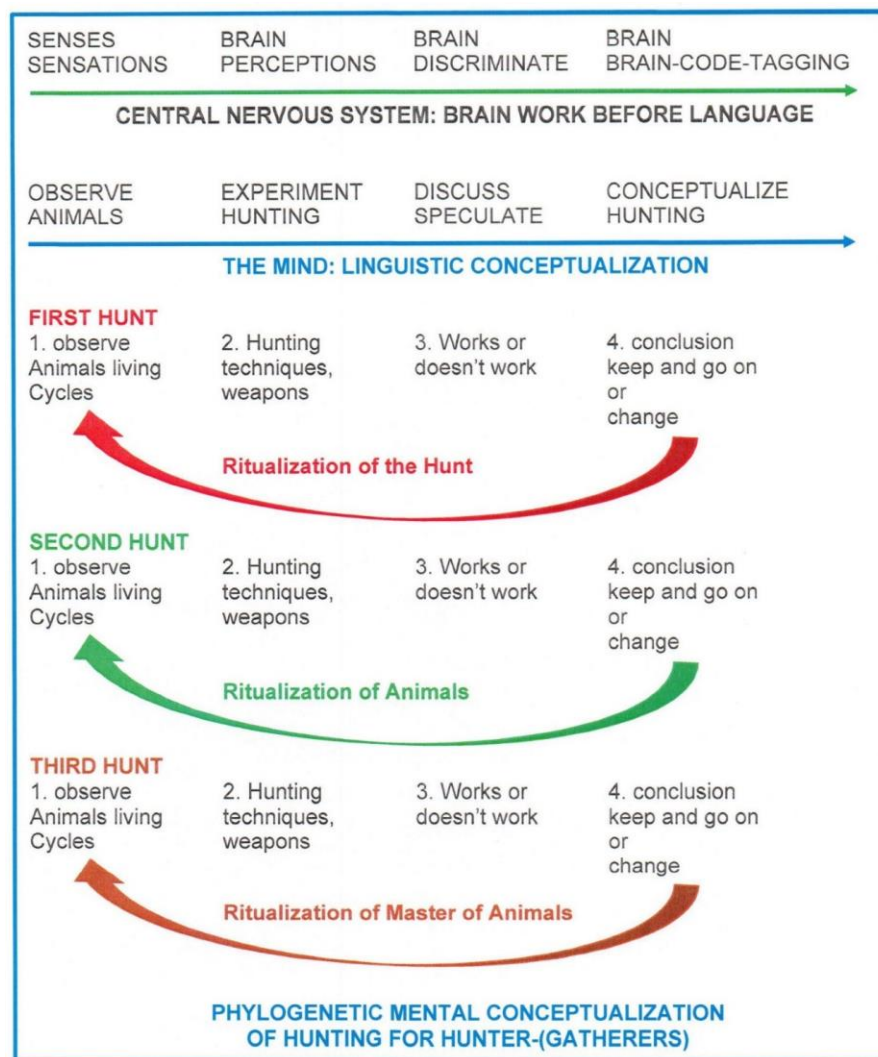 SENSES BRAIN BRAIN BRAIN
SENSATIONS PERCEPTIONS DISCRIMINATE BRAIN-CODE-TAGGING
CENTRAL NERVOUS SYSTEM: BRAIN WORK BEFORE LANGUAGE
OBSERVE EXPERIMENT DISCUSS CONCEPTUALIZE
ANIMALS HUNTING SPECULATE HUNTING
THE MIND: LINGUISTIC CONCEPTUALIZATION
FIRST HUNT
1. observe 2. Hunting 3. Works or 4. conclusion
Animals living techniques, doesn't work keep and go on
Cycles weapons or
change
Ritualization of the Hunt
SECOND HUNT
1. observe 2. Hunting 3. Works or 4. conclusion
Animals living techniques, doesn't work keep and go on
Cycles weapons or
change
Ritualization of Animals
THIRD HUNT
1. observe 2. Hunting 3. Works or 4. conclusion
Animals living techniques, doesn't work keep and go on
Cycles weapons or
change
Ritualization of Master of Animals
PHYLOGENETIC MENTAL CONCEPTUALIZATION
OF HUNTING FOR HUNTER-(GATHERERS)